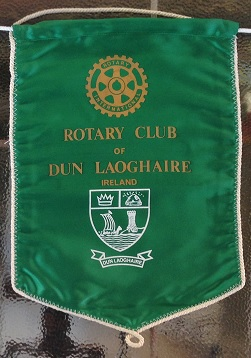 ROTARY
INTERNATIONAL
ROTARY CLUB
OF
DUN LAOGHAIRE
IRELAND
DUN LAOGHAIRE